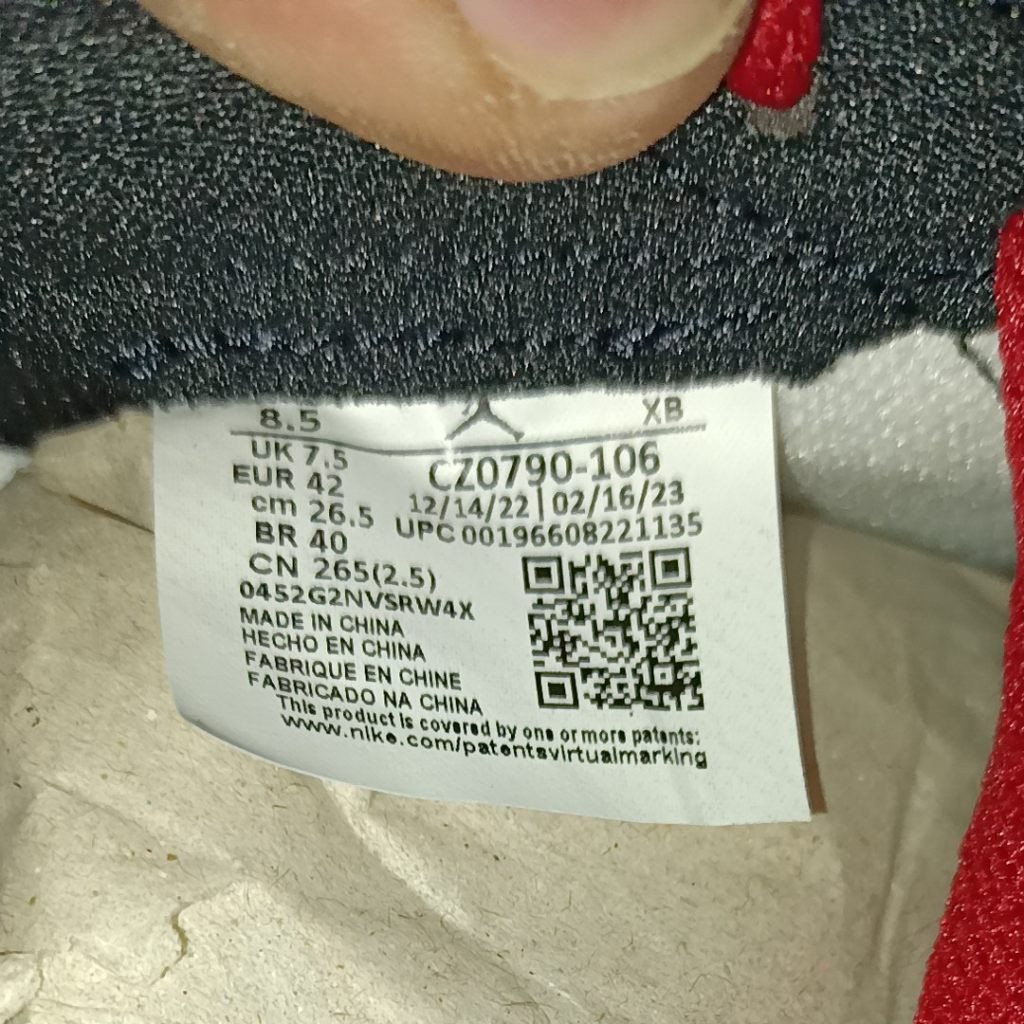 8.5 XB
UK 7.5
EUR 42
cm 26.5
BR 40
CN 265(2.5)
CZ0790-106
12/14/22 | 02/16/23
UPC 00196608221135
0452G2NVSRW4X
MADE IN CHINA
HECHO EN CHINA
FABRIQUE EN CHINE
FABRICADO NA CHINA
This product is covered by one or more patents:
www.nike.com/patentsvirtualmarking